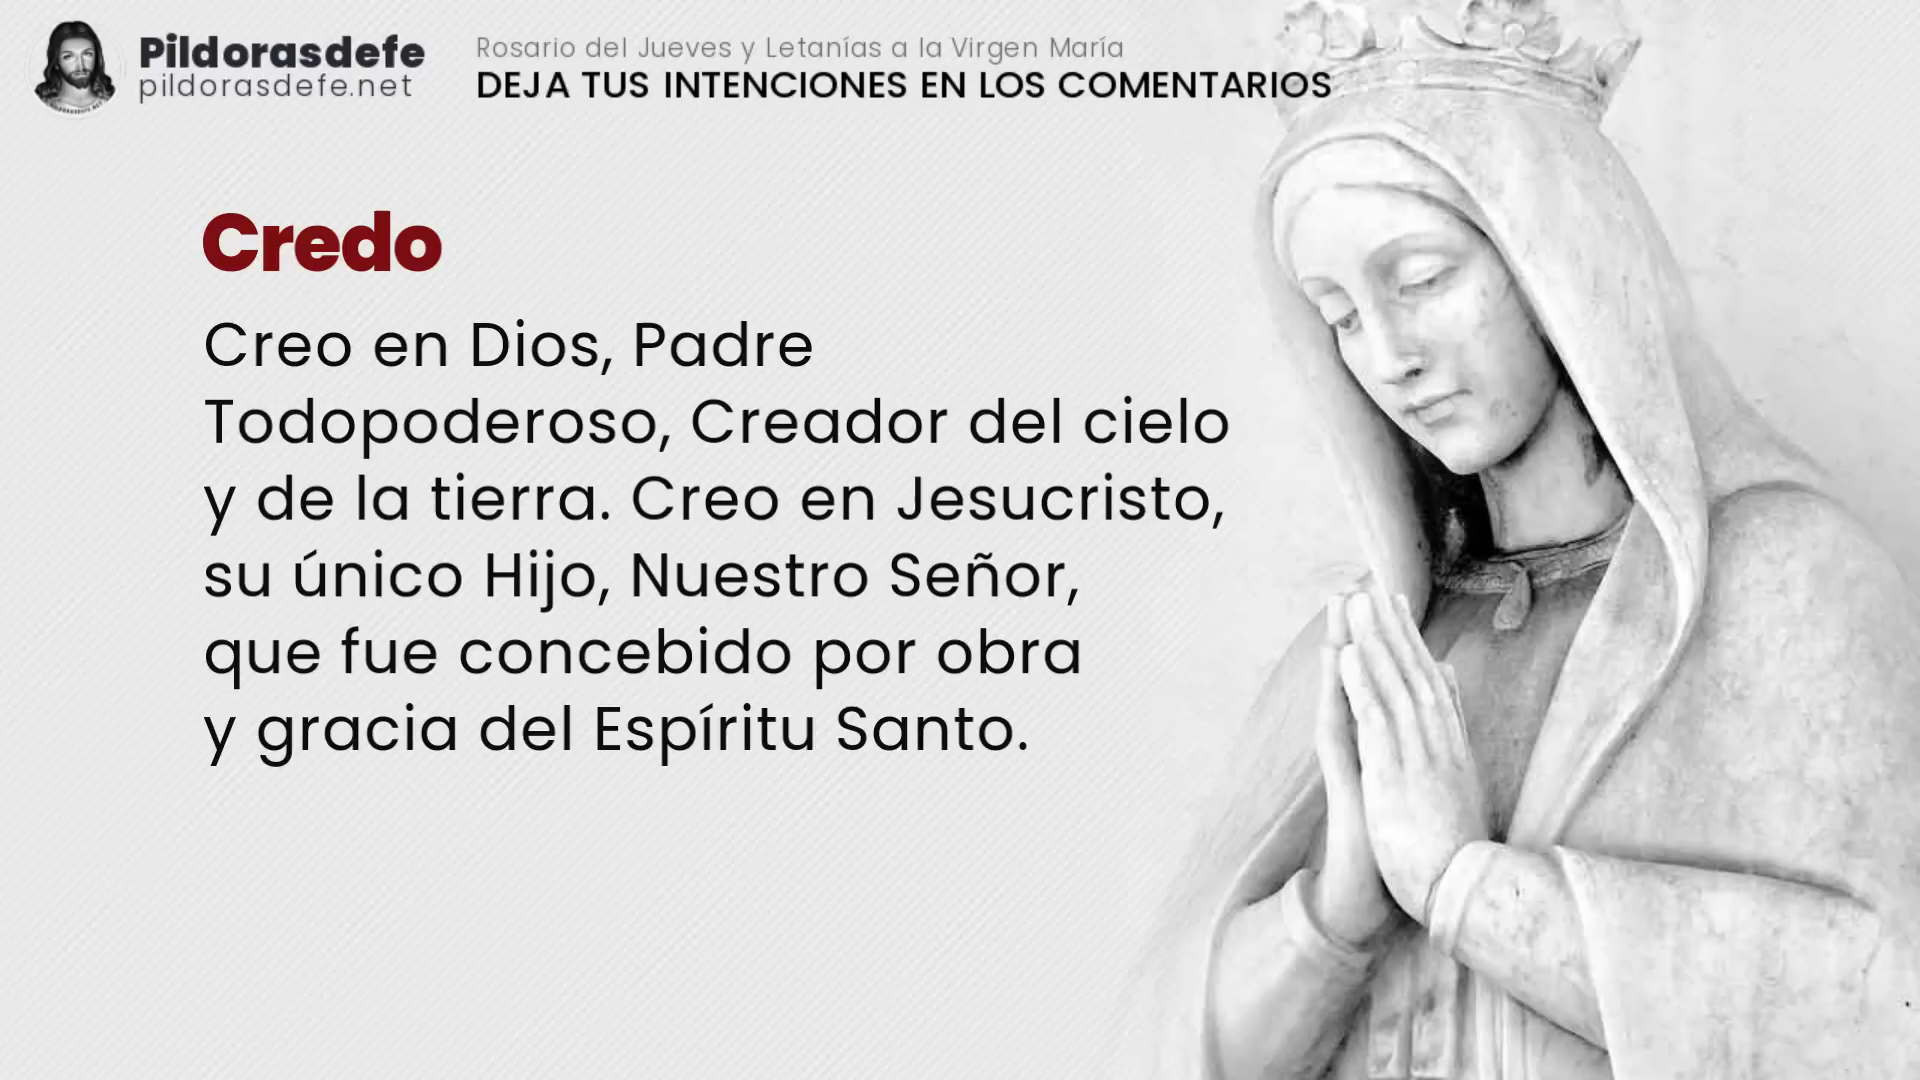 Pildorasdefe
pildorasdefe.net
Rosario del Jueves y Letanías a la Virgen María
DEJA TUS INTENCIONES EN LOS COMENTARIOS
Credo
Creo en Dios, Padre
Todopoderoso, Creador del cielo
y de la tierra. Creo en Jesucristo,
su único Hijo, Nuestro Señor,
que fue concebido por obra
y gracia del Espíritu Santo.